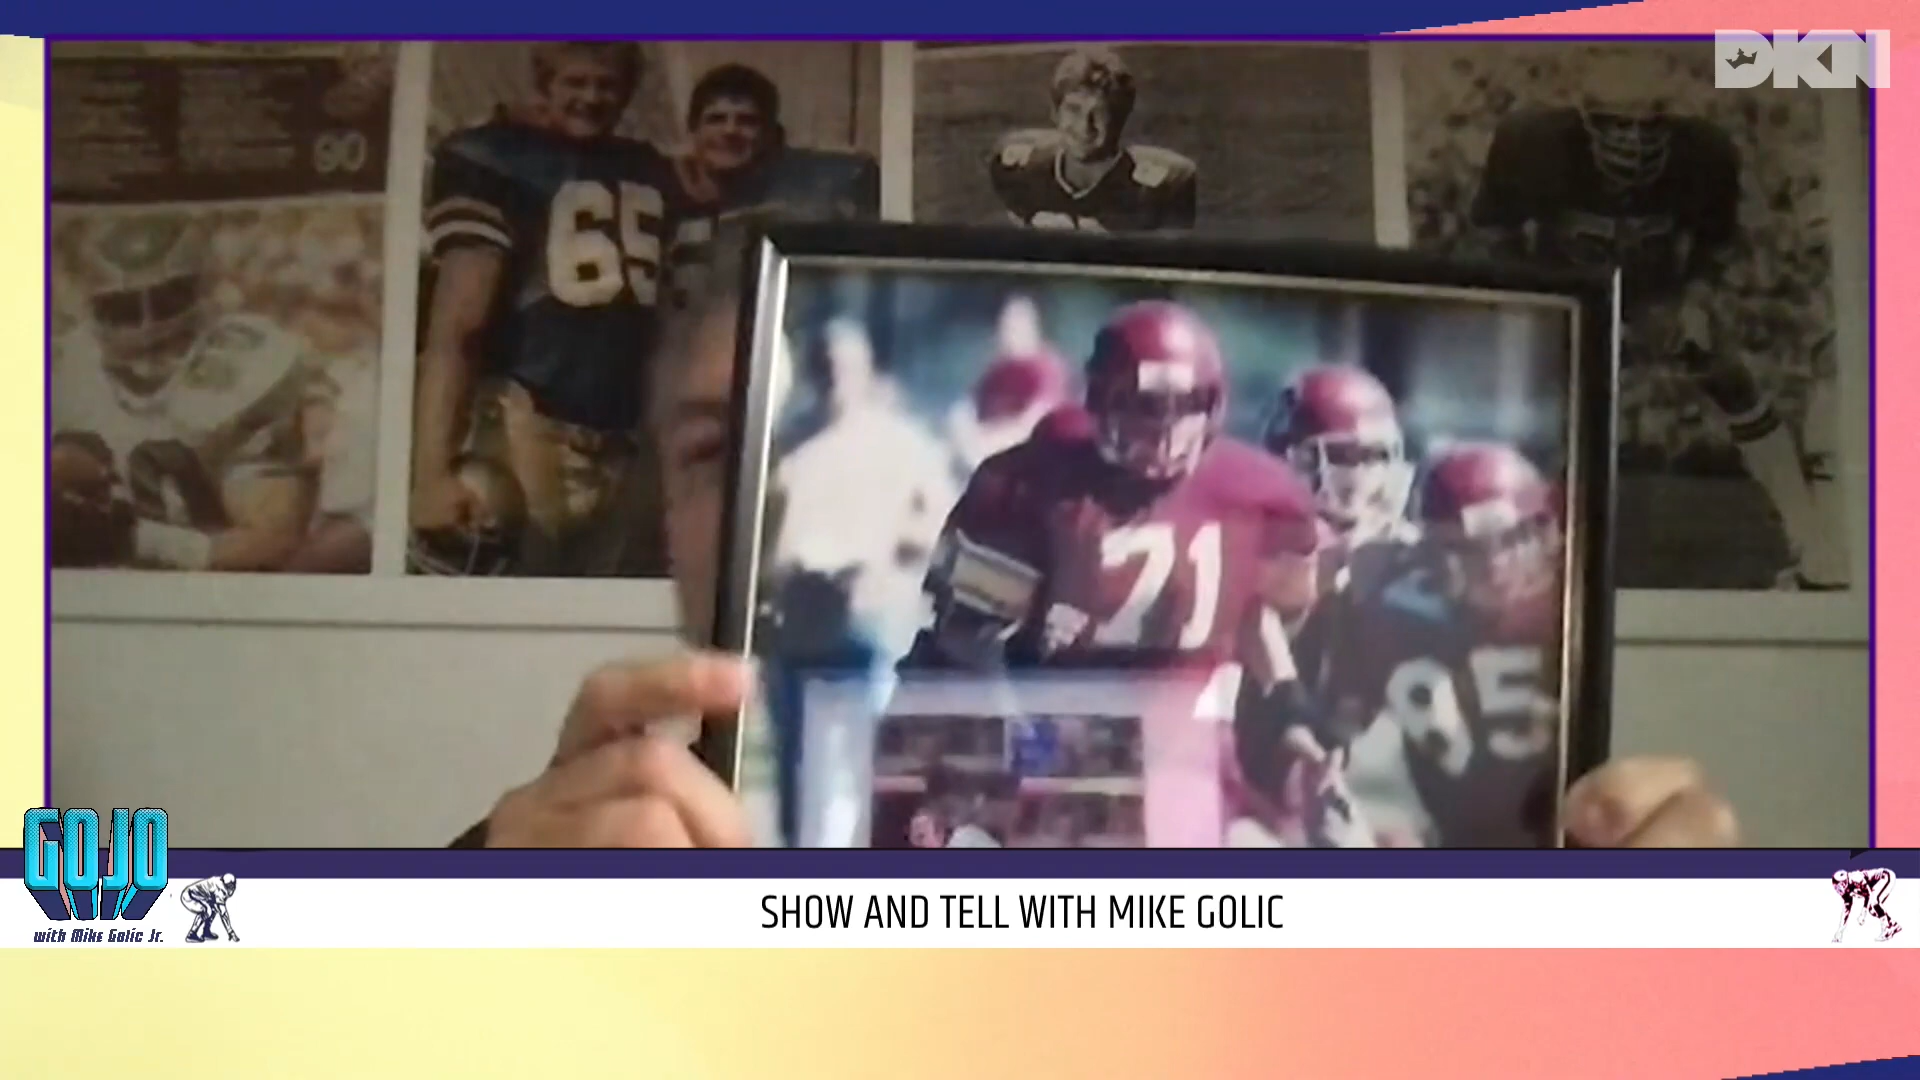 DKN
90
65
71
95
GOJO
with Mike Golic Jr.
SHOW AND TELL WITH MIKE GOLIC